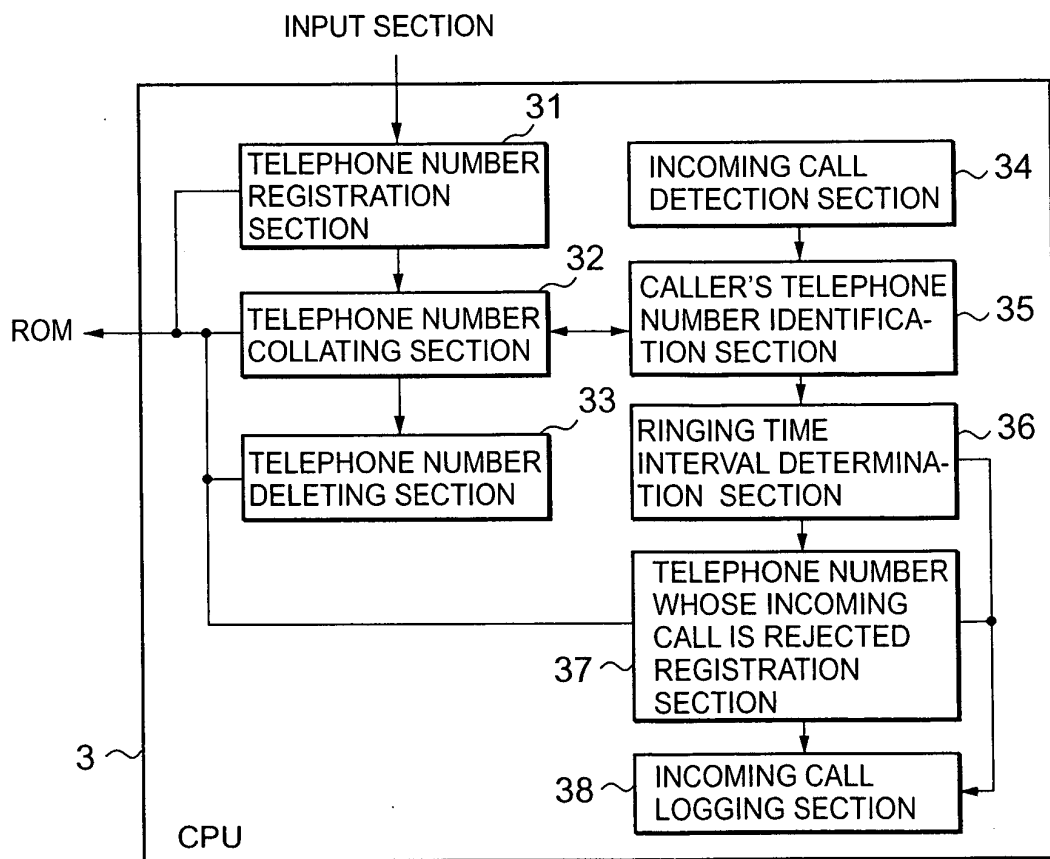 INPUT SECTION
31
TELEPHONE NUMBER
REGISTRATION
SECTION
INCOMING CALL
DETECTION SECTION
34
32
TELEPHONE NUMBER
COLLATING SECTION
CALLER'S TELEPHONE
NUMBER IDENTIFICA-
TION SECTION
35
ROM
33
TELEPHONE NUMBER
DELETING SECTION
RINGING TIME
INTERVAL DETERMINA-
TION SECTION
36
TELEPHONE NUMBER
WHOSE INCOMING
CALL IS REJECTED
REGISTRATION
SECTION
37
3
INCOMING CALL
LOGGING SECTION
38
CPU